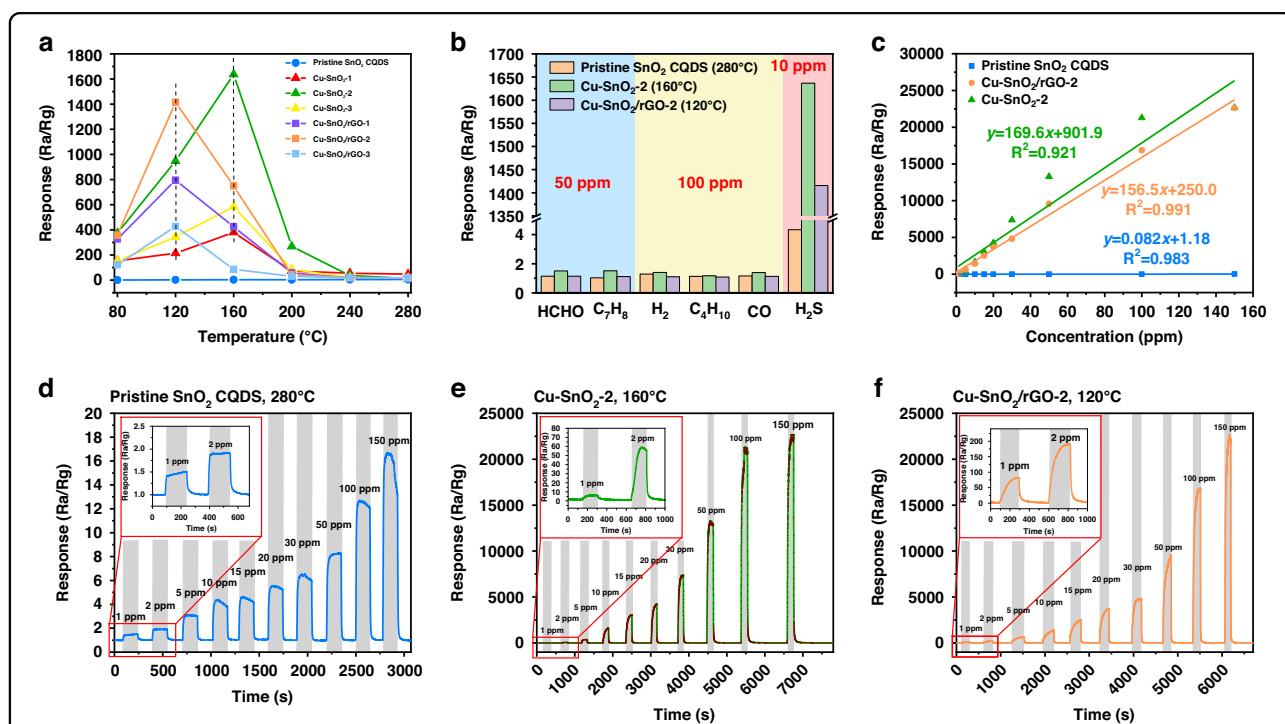 a
Response (Ra/Rg)
1800
1600
1400
1200
1000
800
600
400
200
0
80 120 160 200 240 280
Temperature (°C)
Pristine SnO₂ CQDS
Cu-SnO₂-1
Cu-SnO₂-2
Cu-SnO₂-3
Cu-SnO₂/rGO-1
Cu-SnO₂/rGO-2
Cu-SnO₂/rGO-3
b
Response (Ra/Rg)
1700
1650
1600
1550
1500
1450
1400
1350
4
2
1
0
Pristine SnO₂ CQDS (280°C)
Cu-SnO₂-2 (160°C)
Cu-SnO₂/rGO-2 (120°C)
10 ppm
50 ppm
100 ppm
HCHO C₇H₈ H₂ C₄H₁₀ CO H₂S
c
Response (Ra/Rg)
30000
25000
20000
15000
10000
5000
0
Pristine SnO₂ CQDS
Cu-SnO₂/rGO-2
Cu-SnO₂-2
y=169.6x+901.9
R²=0.921
y=156.5x+250.0
R²=0.991
y=0.082x+1.18
R²=0.983
0 20 40 60 80 100 120 140 160
Concentration (ppm)
d
Pristine SnO₂ CQDS, 280°C
Response (Ra/Rg)
20
18
16
14
12
10
8
6
4
2
0
Response (Ra/Rg)
2.5
2.0
1.5
1.0
1 ppm
2 ppm
0 200 400 600
Time (s)
1 ppm
2 ppm
5 ppm
10 ppm
15 ppm
20 ppm
30 ppm
50 ppm
100 ppm
150 ppm
0 500 1000 1500 2000 2500 3000
Time (s)
e
Cu-SnO₂-2, 160°C
Response (Ra/Rg)
25000
20000
15000
10000
5000
0
Response (Ra/Rg)
80
70
60
50
40
30
20
10
0
1 ppm
2 ppm
0 200 400 600 800 1000
Time (s)
1 ppm
2 ppm
5 ppm
10 ppm
15 ppm
20 ppm
30 ppm
50 ppm
100 ppm
150 ppm
0 1000 2000 3000 4000 5000 6000 7000
Time (s)
f
Cu-SnO₂/rGO-2, 120°C
Response (Ra/Rg)
25000
20000
15000
10000
5000
0
Response (Ra/Rg)
200
150
100
50
0
1 ppm
2 ppm
0 200 400 600 800 1000
Time (s)
1 ppm
2 ppm
5 ppm
10 ppm
15 ppm
20 ppm
30 ppm
50 ppm
100 ppm
150 ppm
0 1000 2000 3000 4000 5000 6000
Time (s)